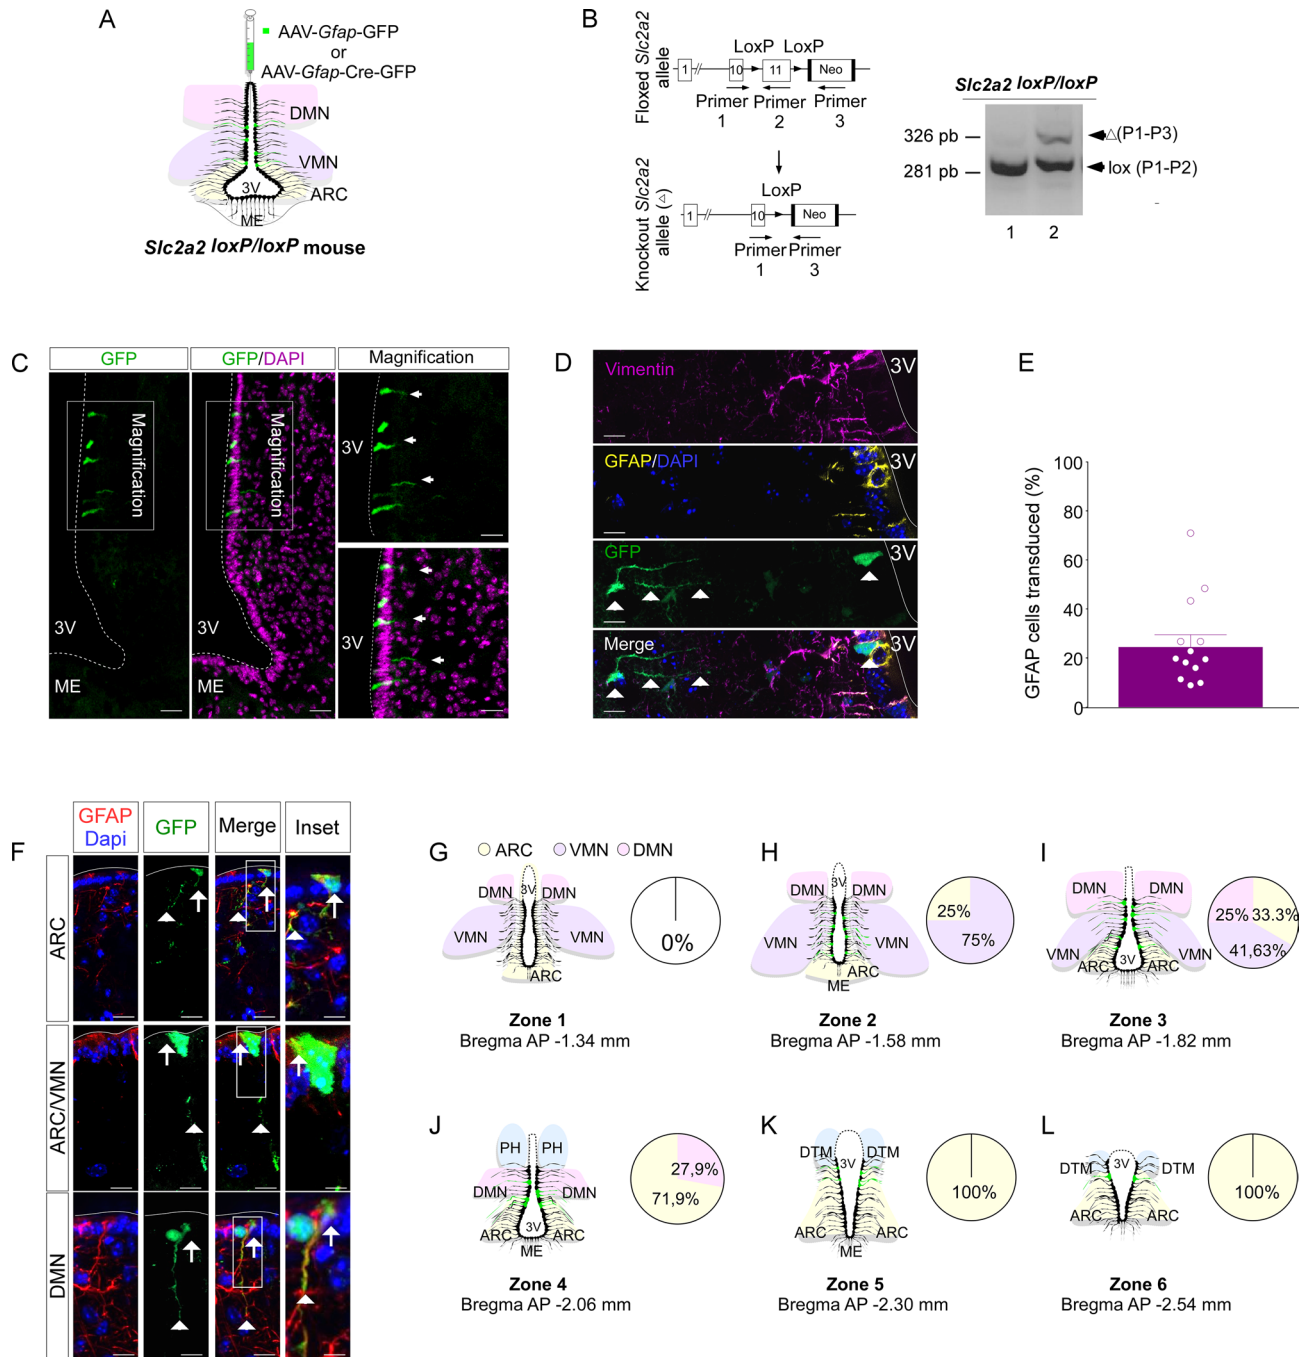 A
AAV-Gfap-GFP
or
AAV-Gfap-Cre-GFP
DMN
VMN
3V
ARC
ME
Slc2a2 loxP/loxP mouse
B
Floxed Slc2a2
allele
LoxP LoxP
1 10 11 Neo
Primer Primer Primer
1 2 3
Knockout Slc2a2
allele (△)
LoxP
1 10 Neo
Primer Primer
1 3
Slc2a2 loxP/loxP
326 pb
△(P1-P3)
281 pb
lox (P1-P2)
1 2
C
GFP
GFP/DAPI
Magnification
Magnification
Magnification
3V
3V
3V
3V
ME
ME
D
Vimentin
3V
GFAP/DAPI
3V
GFP
3V
Merge
3V
E
GFAP cells transduced (%)
100
80
60
40
20
0
F
GFAP
Dapi
GFP
Merge
Inset
ARC
ARC/VMN
DMN
G
ARC VMN DMN
DMN 3V DMN
VMN VMN
ARC
0%
Zone 1
Bregma AP -1.34 mm
H
DMN 3V DMN
VMN VMN
ARC
ME
25%
75%
Zone 2
Bregma AP -1.58 mm
I
DMN DMN
VMN VMN
ARC 3V ARC
25% 33.3%
41,63%
Zone 3
Bregma AP -1.82 mm
J
PH PH
DMN DMN
3V
ARC ARC
ME
27,9%
71,9%
Zone 4
Bregma AP -2.06 mm
K
DTM DTM
3V
ARC ARC
ME
100%
Zone 5
Bregma AP -2.30 mm
L
3V
DTM DTM
ARC ARC
100%
Zone 6
Bregma AP -2.54 mm